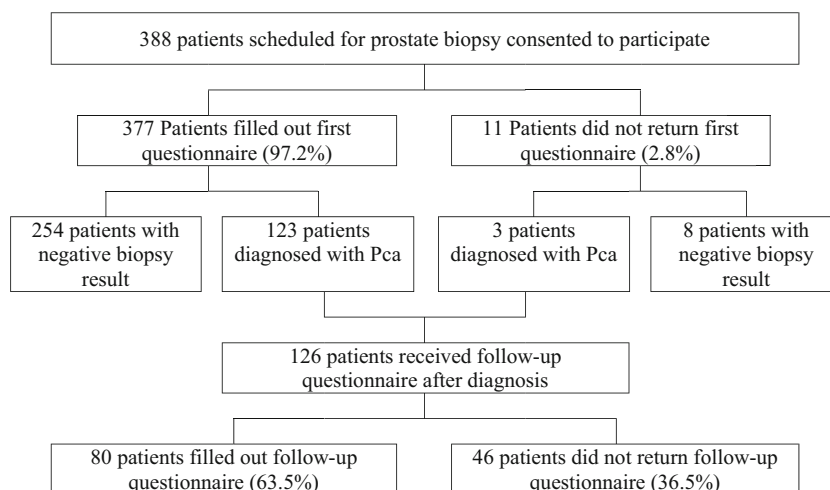 388 patients scheduled for prostate biopsy consented to participate
377 Patients filled out first
questionnaire (97.2%)
11 Patients did not return first
questionnaire (2.8%)
254 patients with
negative biopsy
result
123 patients
diagnosed with Pca
3 patients
diagnosed with Pca
8 patients with
negative biopsy
result
126 patients received follow-up
questionnaire after diagnosis
80 patients filled out follow-up
questionnaire (63.5%)
46 patients did not return follow-up
questionnaire (36.5%)